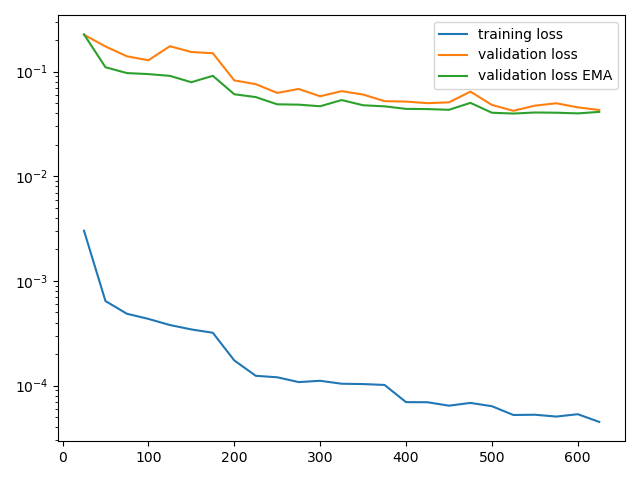 training loss
validation loss
validation loss EMA
10⁻¹
10⁻²
10⁻³
10⁻⁴
0 100 200 300 400 500 600